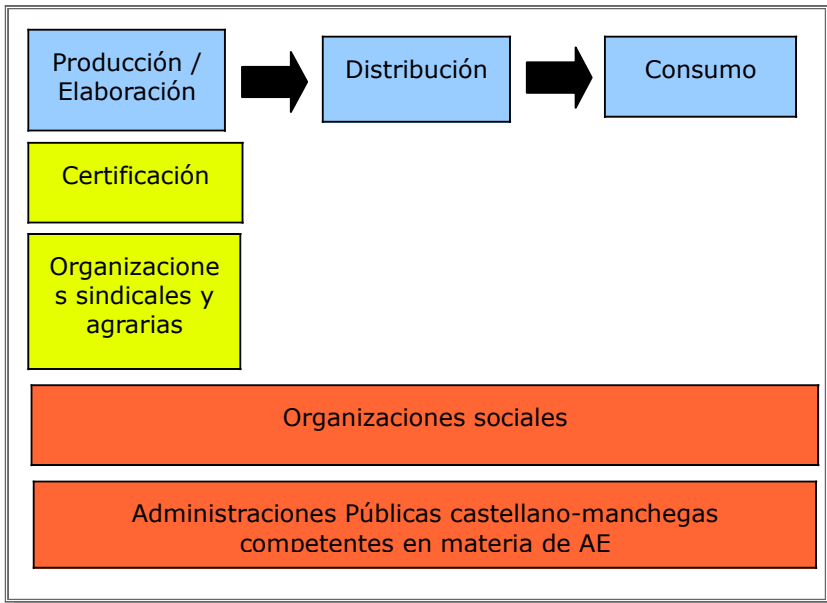 Producción /
Elaboración
Distribución
Consumo
Certificación
Organizacione
s sindicales y
agrarias
Organizaciones sociales
Administraciones Públicas castellano-manchegas
competentes en materia de AE